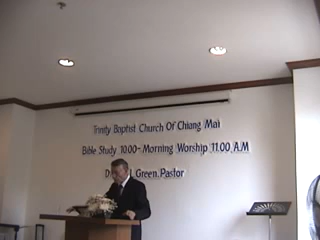 Trinity Baptist Church Of Chiang Mai
Bible Study 10:00- Morning Worship 11:00 A.M
Green, Pastor